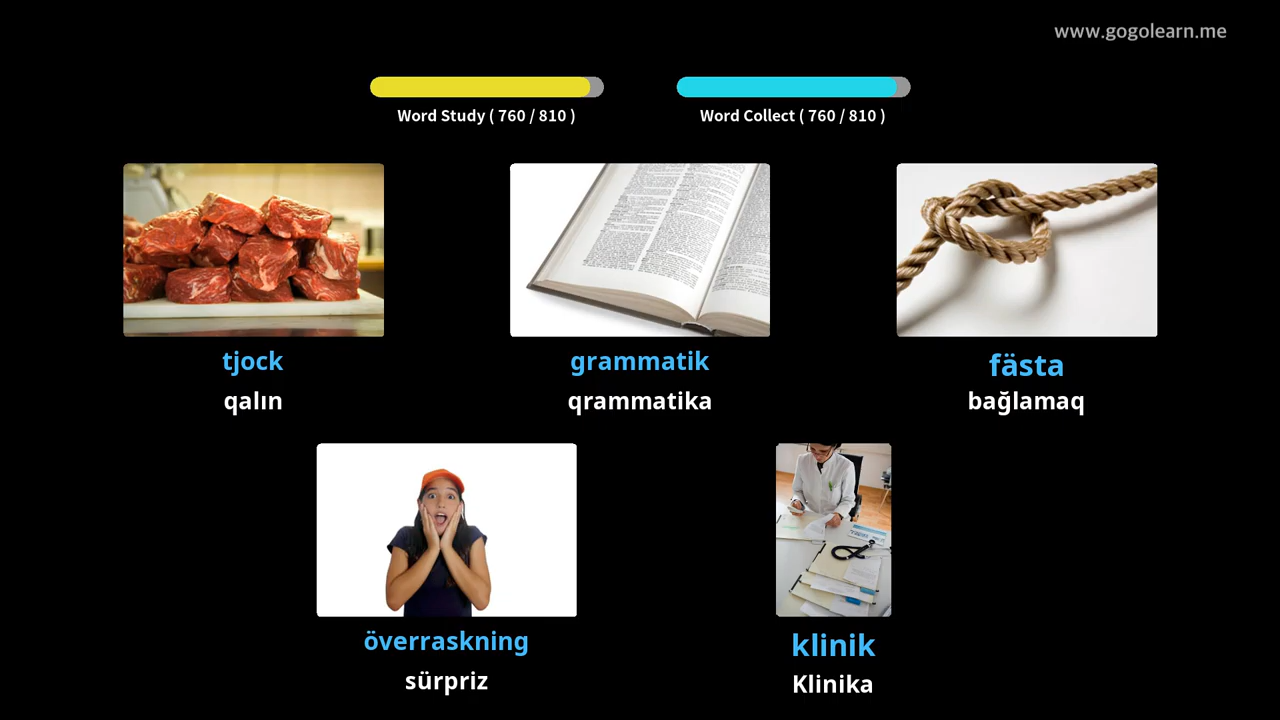 www.gogolearn.me
Word Study ( 760 / 810 )
Word Collect ( 760 / 810 )
tjock
qalın
grammatik
qrammatika
fästa
bağlamaq
överraskning
sürpriz
klinik
Klinika